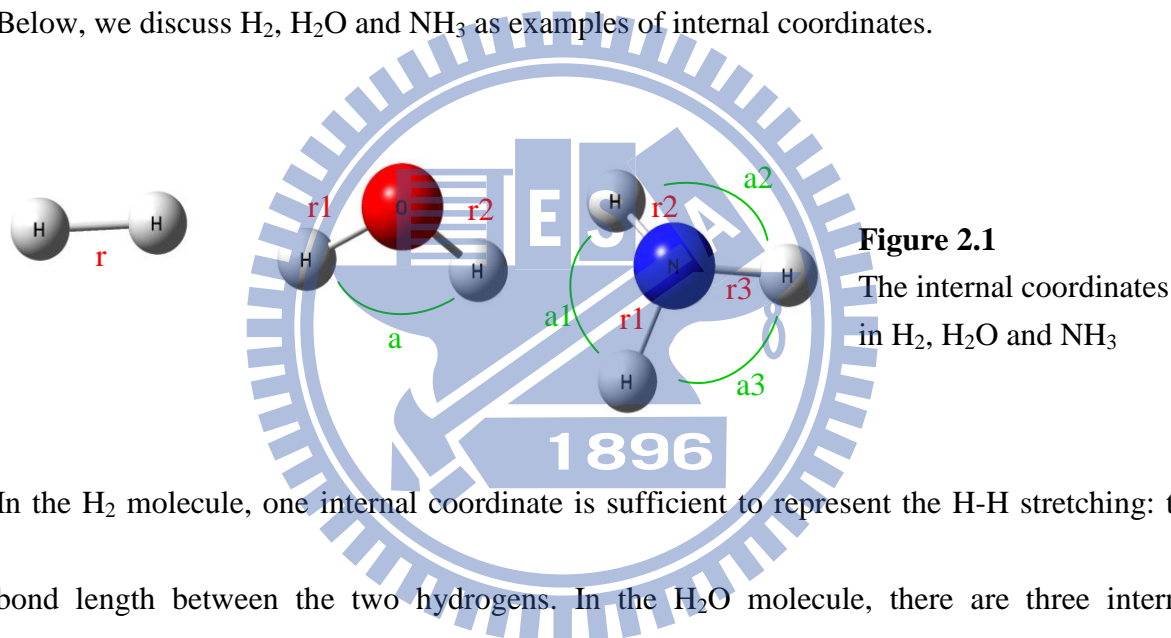 Below, we discuss H₂, H₂O and NH₃ as examples of internal coordinates.
H H
r
r1 O r2
H H
a
a2
H r2
N r3 H
a1 r1
H
a3
ESA
1896
Figure 2.1
The internal coordinates
in H₂, H₂O and NH₃
In the H₂ molecule, one internal coordinate is sufficient to represent the H-H stretching:
bond length between the two hydrogens. In the H₂O molecule, there are three